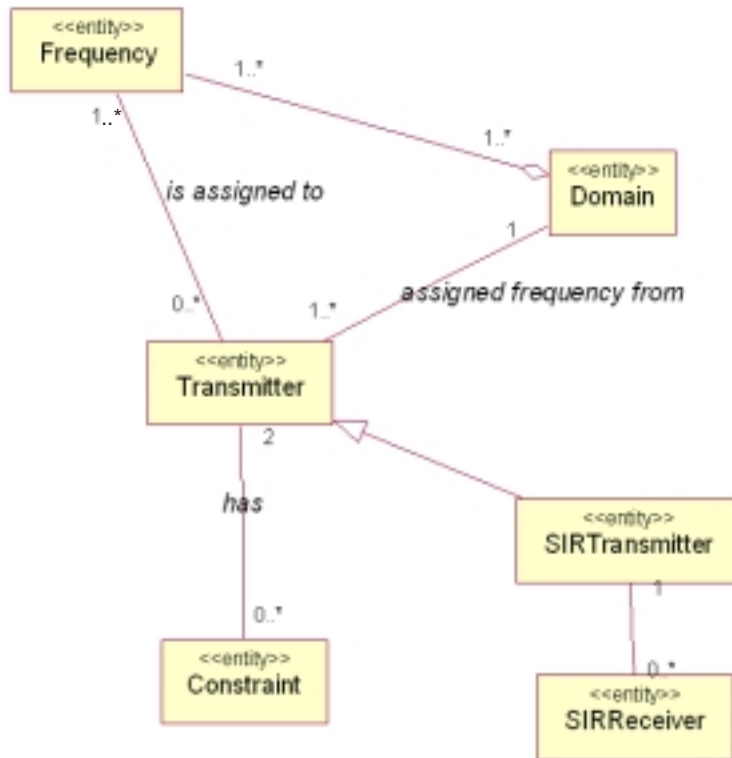 <<entity>>
Frequency
1..*
1..*
1..*
<<entity>>
Domain
is assigned to
1
assigned frequency from
0..*
1..*
<<entity>>
Transmitter
2
has
<<entity>>
SIRTransmitter
1
0..*
<<entity>>
Constraint
0..*
<<entity>>
SIRReceiver